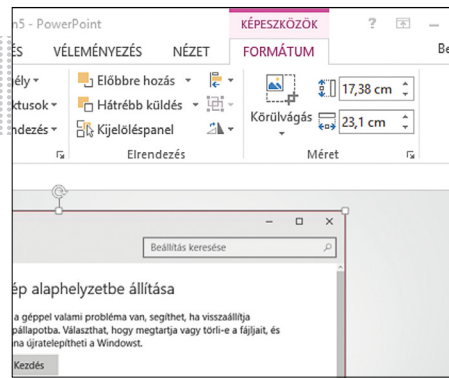 n5 - PowerPoint
KÉPESZKÖZÖK
?
ÉS VÉLEMÉNYEZÉS NÉZET FORMÁTUM Be
ély
Előbbre hozás
ktusok
Hátrébb küldés
ndezés
Kijelöléspanel
Körülvágás
17,38 cm
23,1 cm
Elrendezés
Méret
Beállítás keresése
ép alaphelyzetbe állítása
a géppel valami probléma van, segíthet, ha visszaállítja
pállapotba. Választhat, hogy megtartja vagy törli-e a fájljait, és
na újratelepítheti a Windowst.
Kezdés